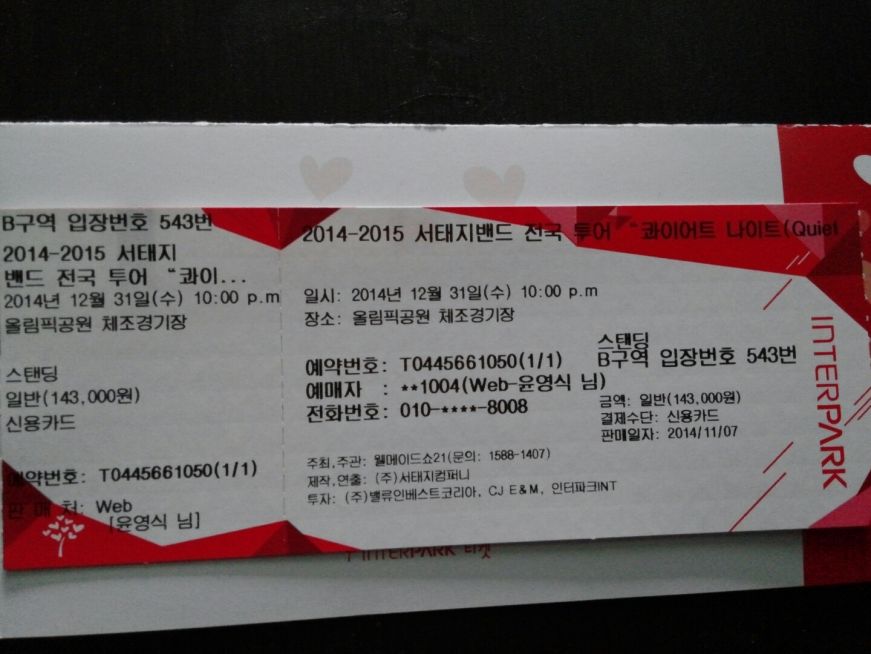 B구역 입장번호 543번
2014-2015 서태지
밴드 전국 투어 “콰이...
2014년 12월 31일(수) 10:00 p.m
올림픽공원 체조경기장
스탠딩
일반(143,000원)
신용카드
예약번호: T0445661050(1/1)
판 매 처: Web
[윤영식 님]
2014-2015 서태지밴드 전국 투어 “콰이어트 나이트(Quiet
일시: 2014년 12월 31일(수) 10:00 p.m
장소: 올림픽공원 체조경기장
스탠딩
B구역 입장번호 543번
예약번호: T0445661050(1/1)
예매자 : **1004(Web-윤영식 님)
전화번호: 010-****-8008
금액: 일반(143,000원)
결제수단: 신용카드
판매일자: 2014/11/07
주최,주관: 웰메이드쇼21(문의: 1588-1407)
제작,연출: (주)서태지컴퍼니
투자: (주)밸류인베스트코리아, CJ E&M, 인터파크INT
INTERPARK
INTERPARK 티켓